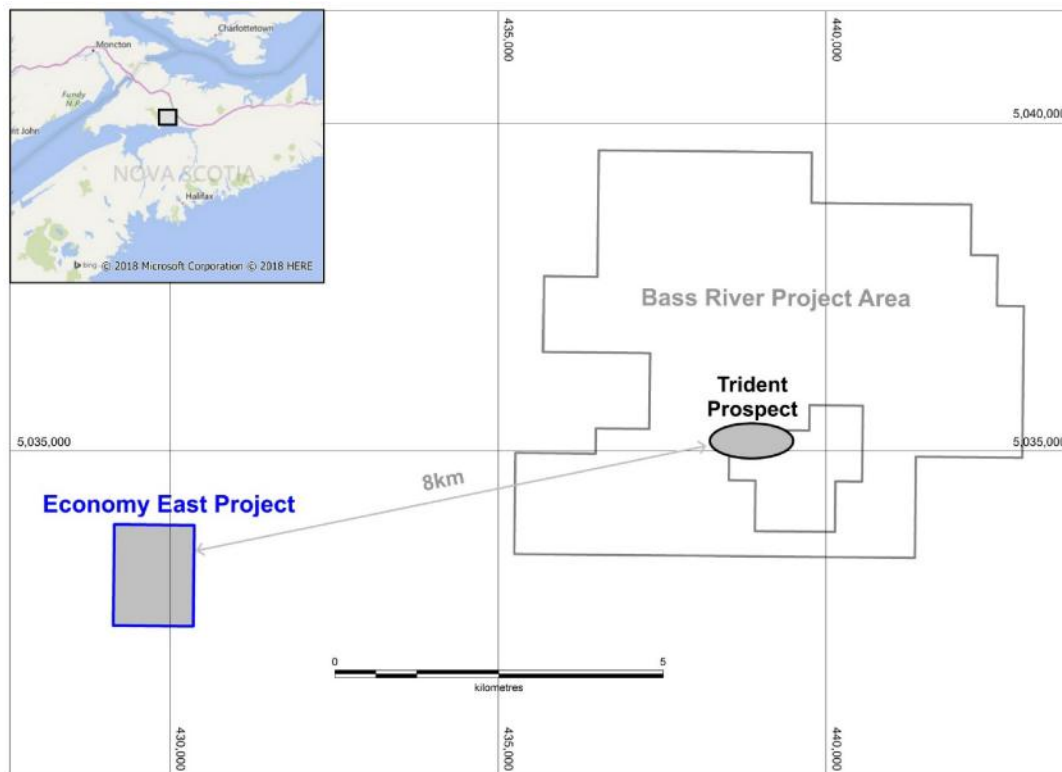 Charlottetown
Moncton
Fundy
N.P.
int John
NOVA SCOTIA
Halifax
bing © 2018 Microsoft Corporation © 2018 HERE
435,000
440,000
5,040,000
Bass River Project Area
Trident
Prospect
5,035,000
5,035,000
8km
Economy East Project
0
5
kilometres
430,000
435,000
440,000